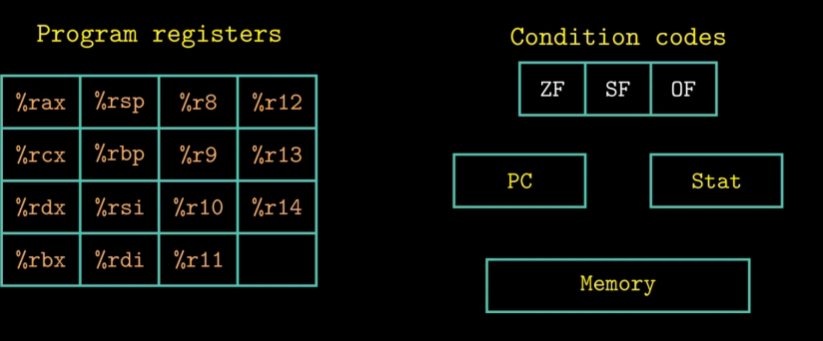 Program registers
%rax %rsp %r8 %r12
%rcx %rbp %r9 %r13
%rdx %rsi %r10 %r14
%rbx %rdi %r11
Condition codes
ZF SF OF
PC Stat
Memory